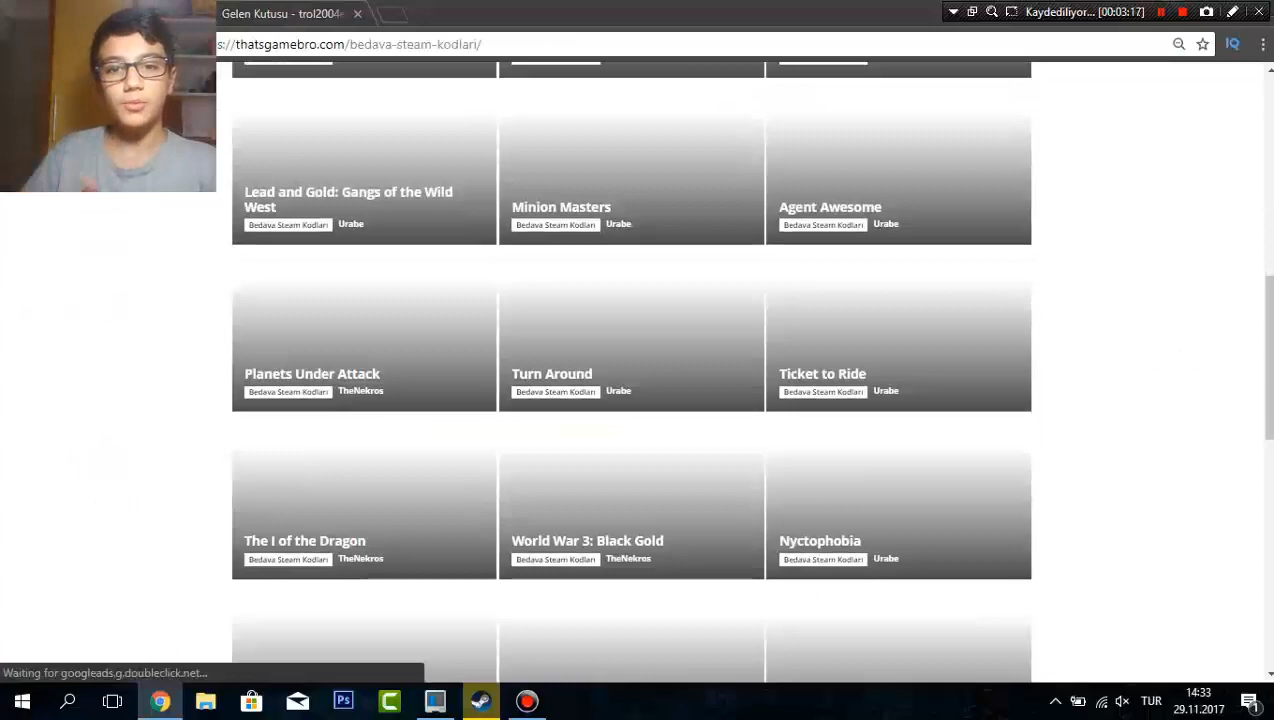 Gelen Kutusu - trol2004
Kaydediliyor... [00:03:17]
s://thatsgamebro.com/bedava-steam-kodlari/
Lead and Gold: Gangs of the Wild
West
Bedava Steam Kodları Urabe
Minion Masters
Bedava Steam Kodları Urabe
Agent Awesome
Bedava Steam Kodları Urabe
Planets Under Attack
Bedava Steam Kodları TheNekros
Turn Around
Bedava Steam Kodları Urabe
Ticket to Ride
Bedava Steam Kodları Urabe
The I of the Dragon
Bedava Steam Kodları TheNekros
World War 3: Black Gold
Bedava Steam Kodları TheNekros
Nyctophobia
Bedava Steam Kodları Urabe
Waiting for googleads.g.doubleclick.net...
Ps
TUR
14:33
29.11.2017